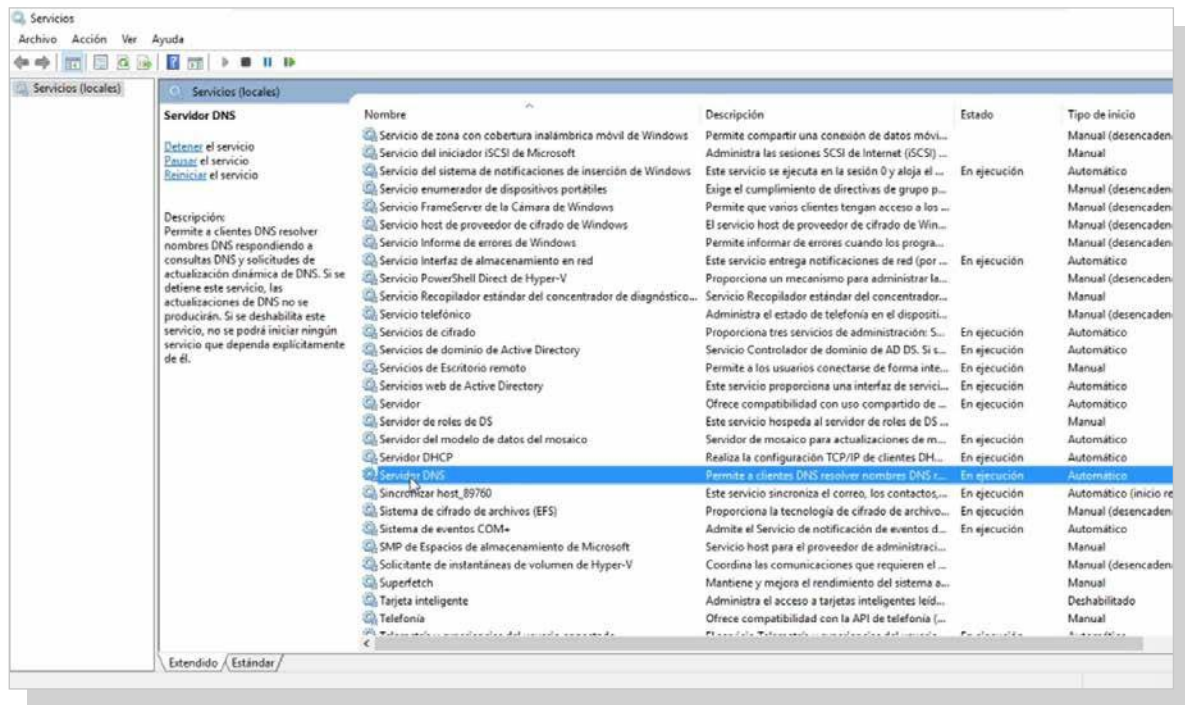 Servicios
Archivo Acción Ver Ayuda
Servicios (locales)
Servicios (locales)
Servidor DNS
Detener el servicio
Pausar el servicio
Reiniciar el servicio
Descripción:
Permite a clientes DNS resolver
nombres DNS respondiendo a
consultas DNS y solicitudes de
actualización dinámica de DNS. Si se
detiene este servicio, las
actualizaciones de DNS no se
producirán. Si se deshabilita este
servicio, no se podrá iniciar ningún
servicio que dependa explícitamente
de él.
Nombre Descripción Estado Tipo de inicio
Servicio de zona con cobertura inalámbrica móvil de Windows Permite compartir una conexión de datos móvi... Manual (desencaden
Servicio del iniciador iSCSI de Microsoft Administra las sesiones SCSI de Internet (iSCSI) ... Manual
Servicio del sistema de notificaciones de inserción de Windows Este servicio se ejecuta en la sesión 0 y aloja el ... En ejecución Automático
Servicio enumerador de dispositivos portátiles Exige el cumplimiento de directivas de grupo p... Manual (desencaden
Servicio FrameServer de la Cámara de Windows Permite que varios clientes tengan acceso a los ... Manual (desencaden
Servicio host de proveedor de cifrado de Windows El servicio host de proveedor de cifrado de Win... Manual (desencaden
Servicio Informe de errores de Windows Permite informar de errores cuando los progra... Manual (desencaden
Servicio Interfaz de almacenamiento en red Este servicio entrega notificaciones de red (por ... En ejecución Automático
Servicio PowerShell Direct de Hyper-V Proporciona un mecanismo para administrar la... Manual (desencaden
Servicio Recopilador estándar del concentrador de diagnóstico... Servicio Recopilador estándar del concentrador... Manual
Servicio telefónico Administra el estado de telefonía en el dispositi... Manual (desencaden
Servicios de cifrado Proporciona tres servicios de administración: S... En ejecución Automático
Servicios de dominio de Active Directory Servicio Controlador de dominio de AD DS. Si s... En ejecución Automático
Servicios de Escritorio remoto Permite a los usuarios conectarse de forma inte... En ejecución Manual
Servicios web de Active Directory Este servicio proporciona una interfaz de servici... En ejecución Automático
Servidor Ofrece compatibilidad con uso compartido de ... En ejecución Automático
Servidor de roles de DS Este servicio hospeda al servidor de roles de DS ... Manual
Servidor del modelo de datos del mosaico Servidor de mosaico para actualizaciones de m... En ejecución Automático
Servidor DHCP Realiza la configuración TCP/IP de clientes DH... En ejecución Automático
Servidor DNS Permite a clientes DNS resolver nombres DNS r... En ejecución Automático
Sincronizar host_89760 Este servicio sincroniza el correo, los contactos,... En ejecución Automático (inicio re
Sistema de cifrado de archivos (EFS) Proporciona la tecnología de cifrado de archivo... En ejecución Manual (desencaden
Sistema de eventos COM+ Admite el Servicio de notificación de eventos d... En ejecución Automático
SMP de Espacios de almacenamiento de Microsoft Servicio host para el proveedor de administraci... Manual
Solicitante de instantáneas de volumen de Hyper-V Coordina las comunicaciones que requieren el ... Manual (desencaden
Superfetch Mantiene y mejora el rendimiento del sistema a... Manual
Tarjeta inteligente Administra el acceso a tarjetas inteligentes leíd... Deshabilitado
Telefonía Ofrece compatibilidad con la API de telefonía (... Manual
Extendido Estándar